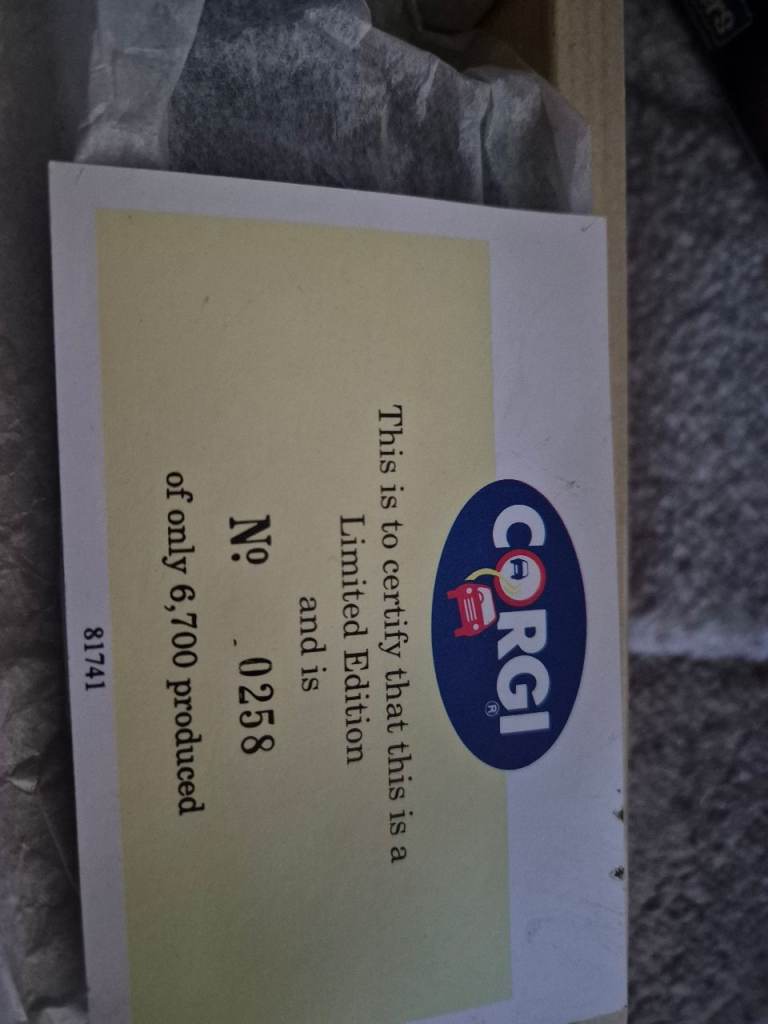 CORGI ®
This is to certify that this is a
Limited Edition
and is
Nº. 0258
of only 6,700 produced
81741